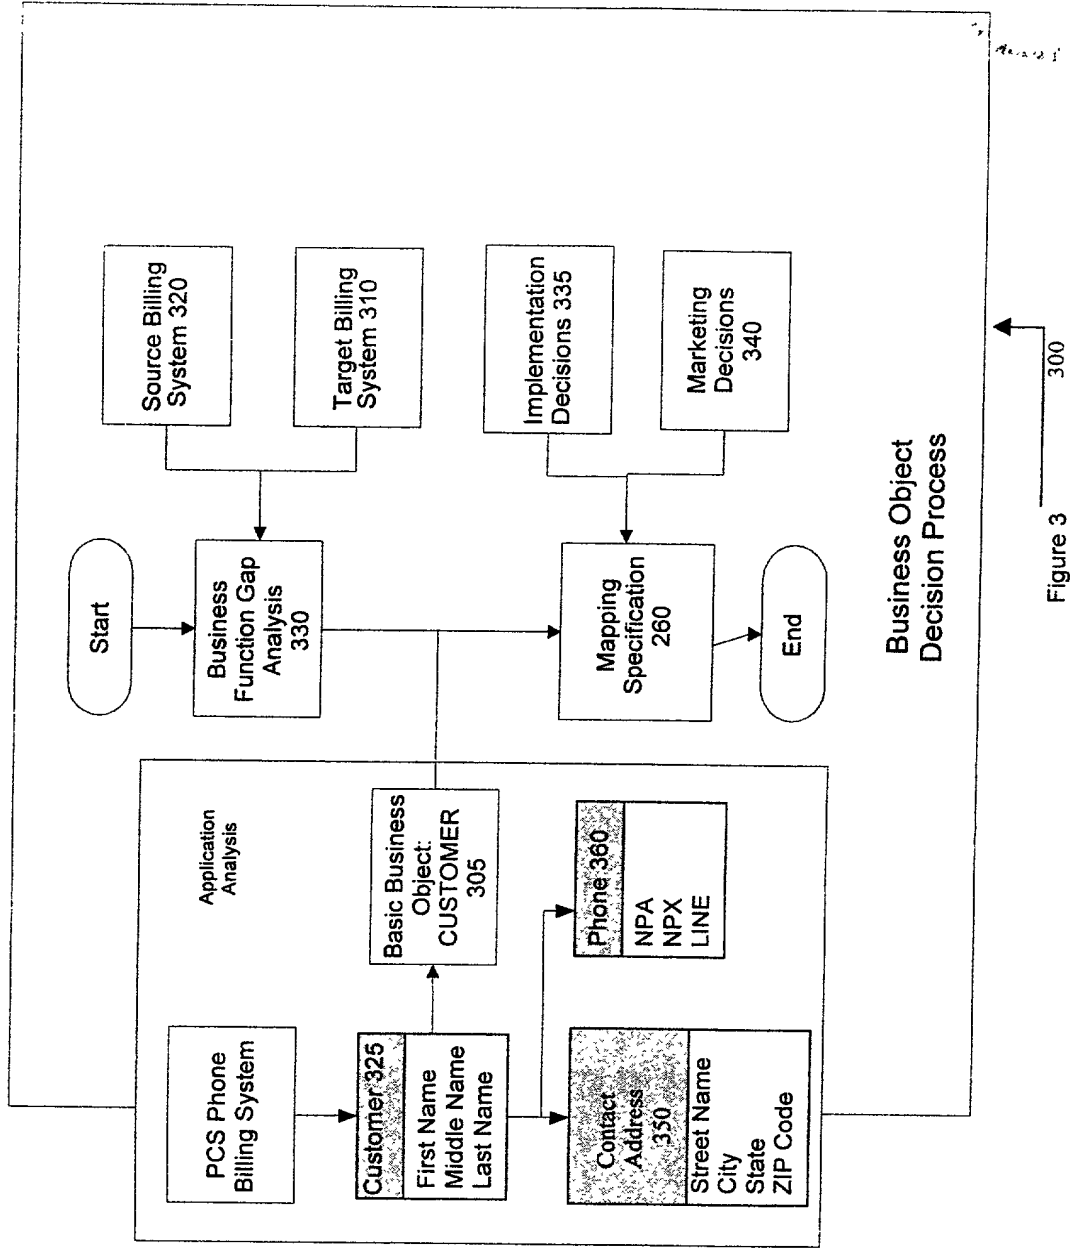 Application
Analysis
PCS Phone
Billing System
Customer 325
First Name
Middle Name
Last Name
Basic Business
Object:
CUSTOMER
305
Contact
Address
350
Street Name
City
State
ZIP Code
Phone 360
NPA
NPX
LINE
Start
Business
Function Gap
Analysis
330
Mapping
Specification
260
End
Source Billing
System 320
Target Billing
System 310
Implementation
Decisions 335
Marketing
Decisions
340
Business Object
Decision Process
Figure 3
300